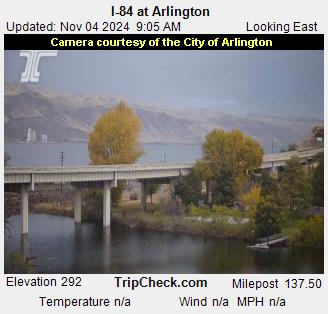 I-84 at Arlington
Updated: Nov 04 2024 9:05 AM Looking East
Camera courtesy of the City of Arlington
Elevation 292 TripCheck.com Milepost 137.50
Temperature n/a Wind n/a MPH n/a